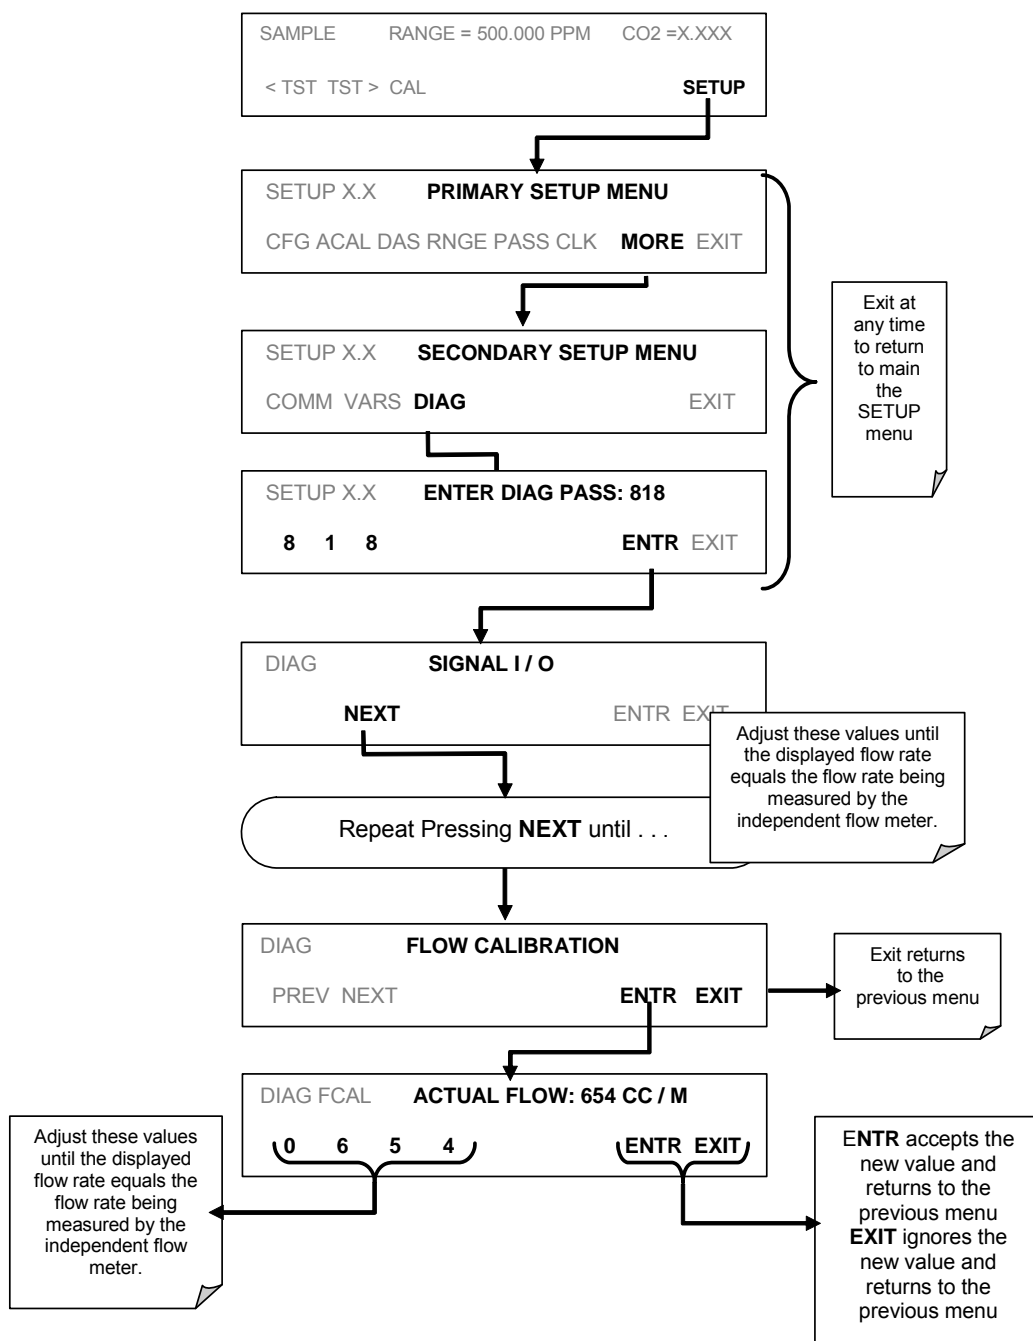 SAMPLE RANGE = 500.000 PPM CO2 =X.XXX
< TST TST > CAL SETUP
SETUP X.X PRIMARY SETUP MENU
CFG ACAL DAS RNGE PASS CLK MORE EXIT
SETUP X.X SECONDARY SETUP MENU
COMM VARS DIAG EXIT
Exit at
any time
to return
to main
the
SETUP
menu
SETUP X.X ENTER DIAG PASS: 818
8 1 8 ENTR EXIT
DIAG SIGNAL I / O
NEXT ENTR EXIT
Adjust these values until
the displayed flow rate
equals the flow rate being
measured by the
independent flow meter.
Repeat Pressing NEXT until . . .
DIAG FLOW CALIBRATION
PREV NEXT ENTR EXIT
Exit returns
to the
previous menu
DIAG FCAL ACTUAL FLOW: 654 CC / M
0 6 5 4 ENTR EXIT
Adjust these values
until the displayed
flow rate equals the
flow rate being
measured by the
independent flow
meter.
ENTR accepts the
new value and
returns to the
previous menu
EXIT ignores the
new value and
returns to the
previous menu